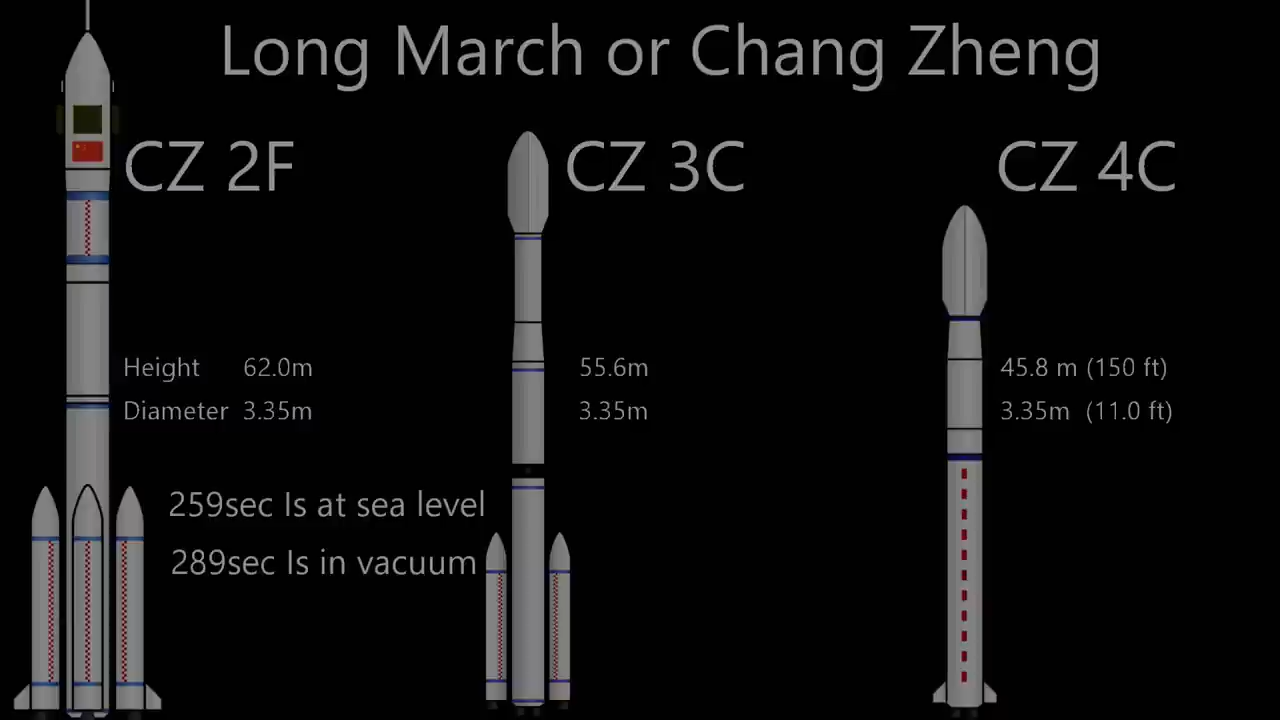 Long March or Chang Zheng
CZ 2F
CZ 3C
CZ 4C
Height 62.0m
55.6m
45.8 m (150 ft)
Diameter 3.35m
3.35m
3.35m (11.0 ft)
259sec Is at sea level
289sec Is in vacuum